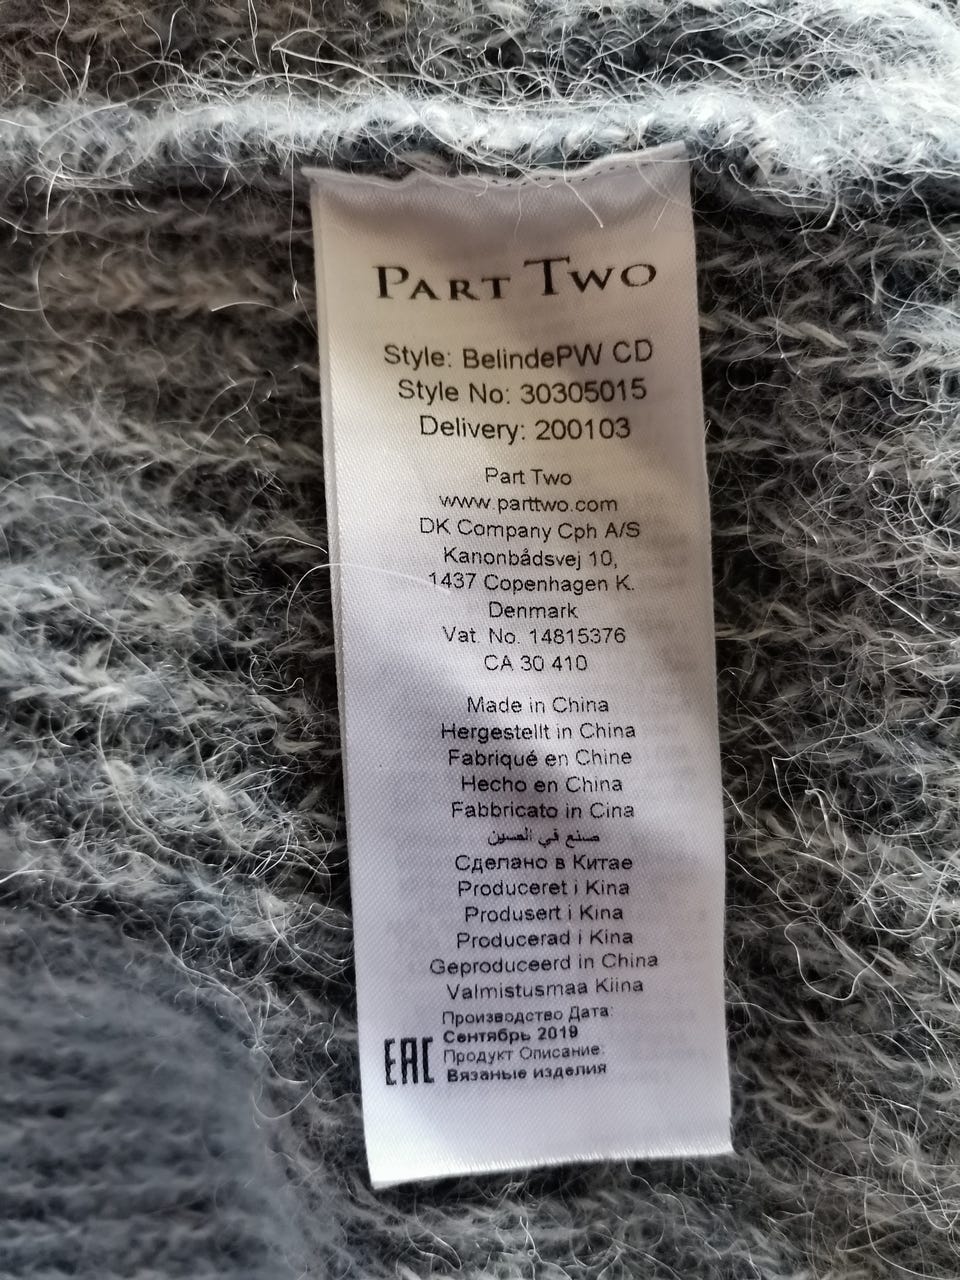 PART TWO
Style: BelindePW CD
Style No: 30305015
Delivery: 200103
Part Two
www.parttwo.com
DK Company Cph A/S
Kanonbådsvej 10,
1437 Copenhagen K.
Denmark
Vat. No. 14815376
CA 30 410
Made in China
Hergestellt in China
Fabriqué en Chine
Hecho en China
Fabbricato in Cina
صنع في الصين
Сделано в Китае
Produceret i Kina
Produsert i Kina
Producerad i Kina
Geproduceerd in China
Valmistusmaa Kiina
Производство Дата:
Сентябрь 2019
EAC
Продукт Описание:
Вязаные изделия